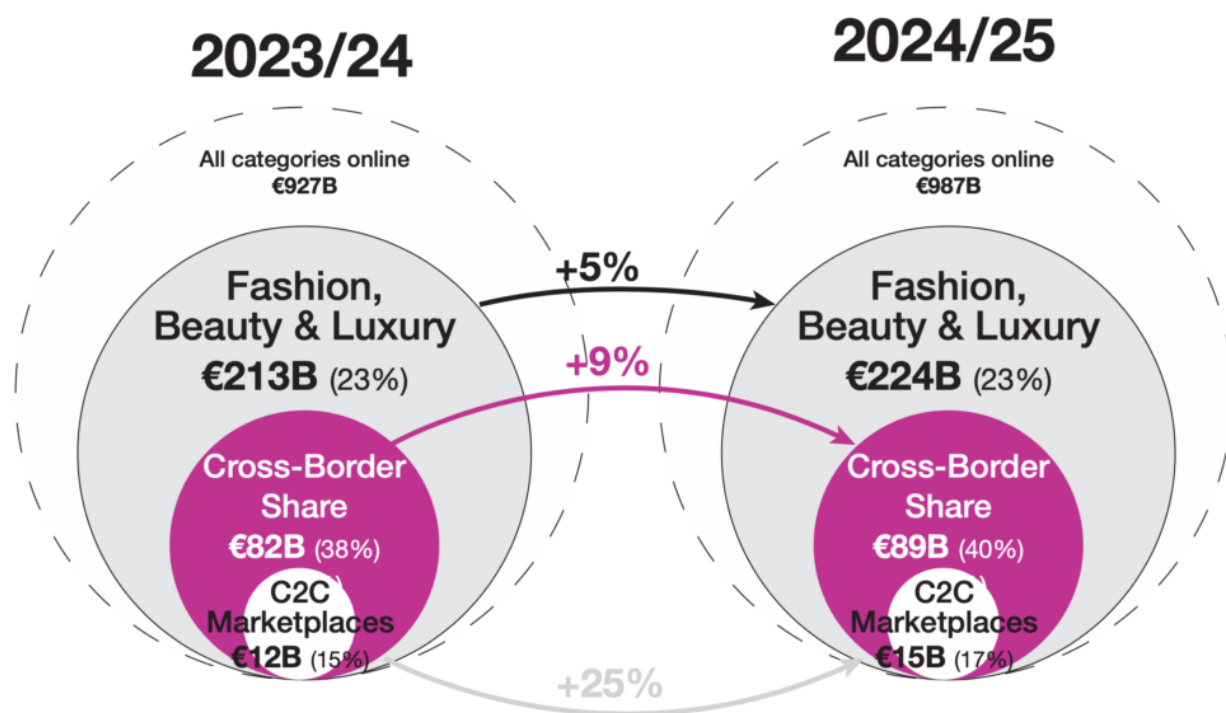 2023/24
All categories online
€927B
Fashion,
Beauty & Luxury
€213B (23%)
Cross-Border
Share
€82B (38%)
C2C
Marketplaces
€12B (15%)
+5%
+9%
+25%
2024/25
All categories online
€987B
Fashion,
Beauty & Luxury
€224B (23%)
Cross-Border
Share
€89B (40%)
C2C
Marketplaces
€15B (17%)